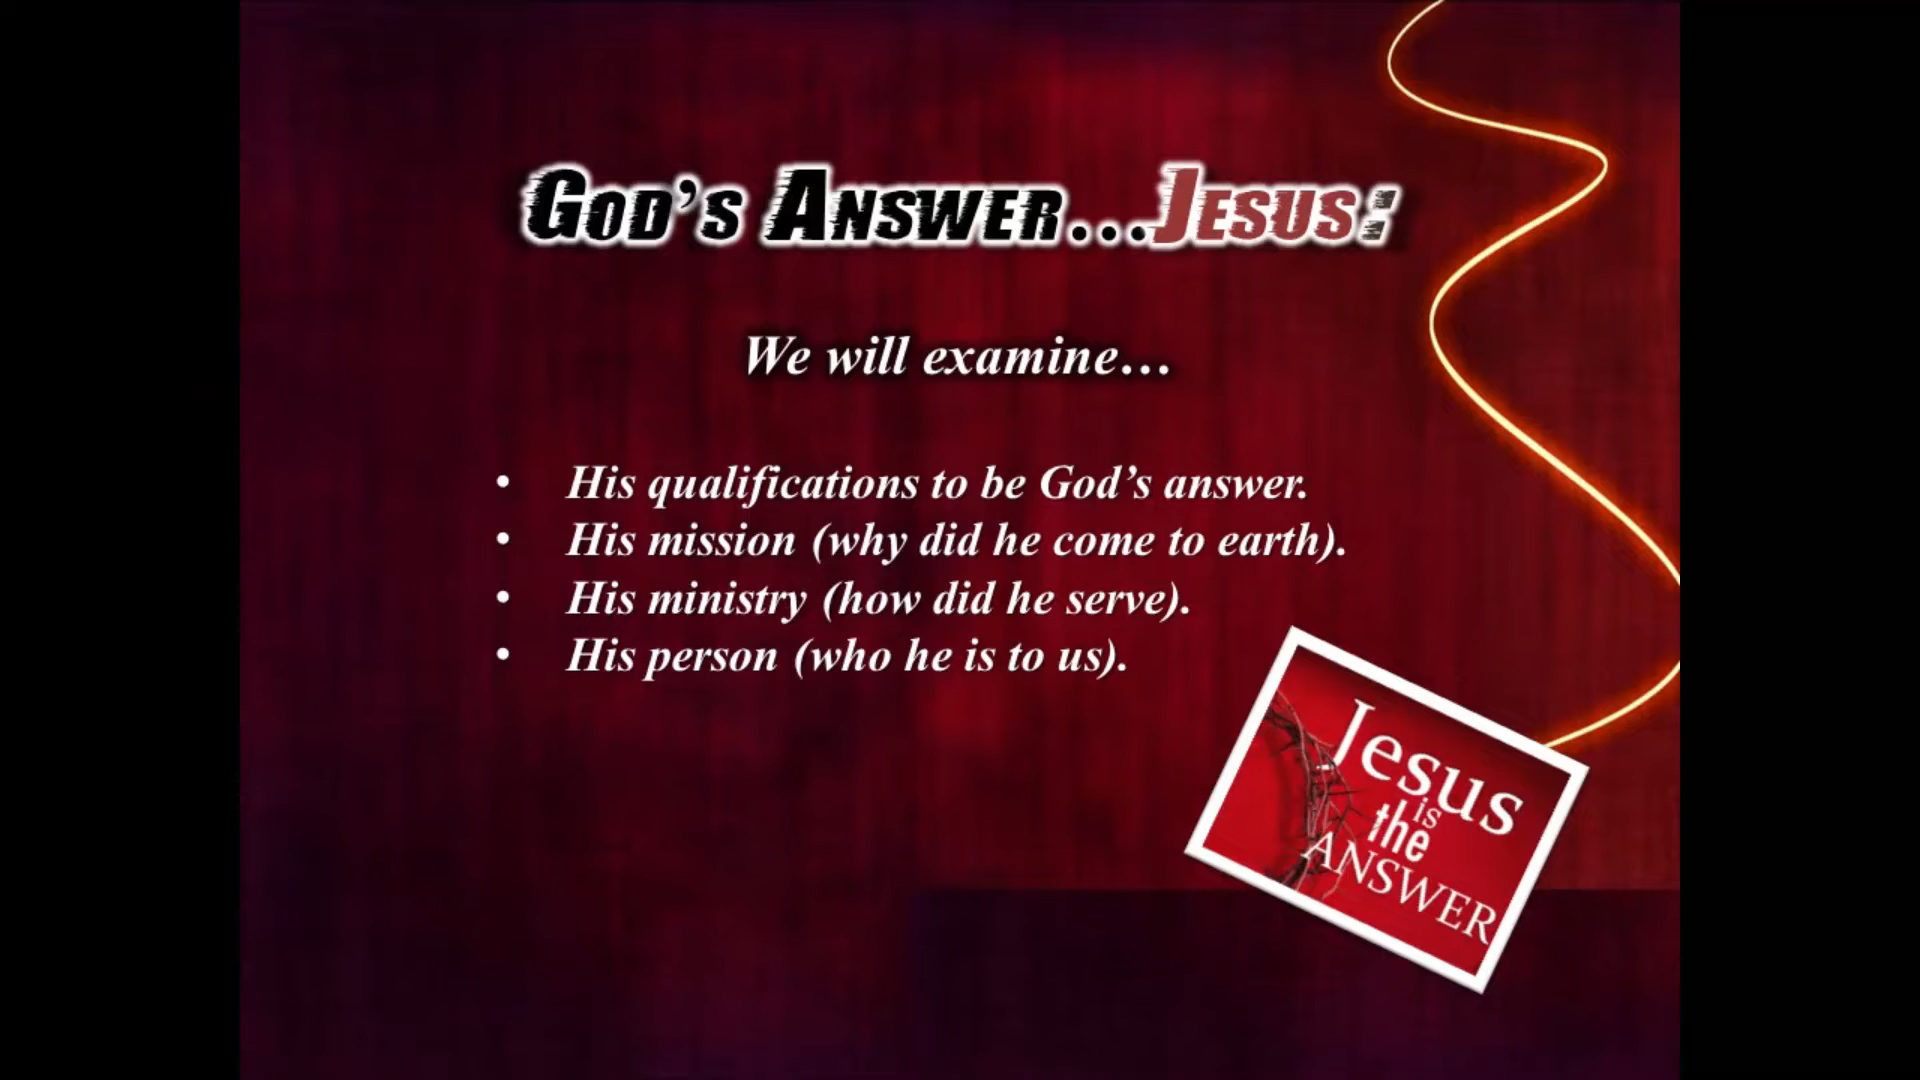 God's Answer...Jesus:
We will examine…
• His qualifications to be God's answer.
• His mission (why did he come to earth).
• His ministry (how did he serve).
• His person (who he is to us).
Jesus
is
the
ANSWER